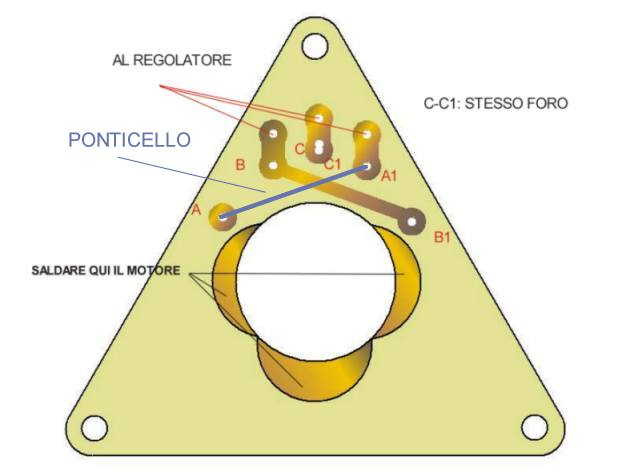 AL REGOLATORE
C-C1: STESSO FORO
PONTICELLO
C
B
C1
A1
A
B1
SALDARE QUI IL MOTORE